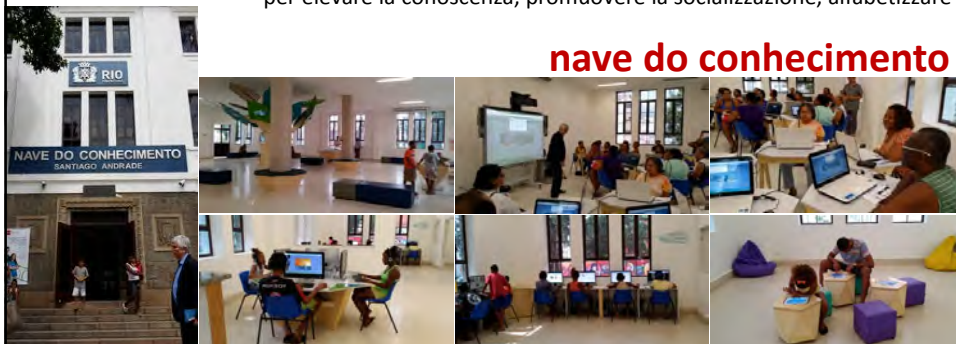 per elevare la conoscenza, promuovere la socializzazione, alfabetizzare
nave do conhecimento
RIO
NAVE DO CONHECIMENTO
SANTIAGO ANDRADE